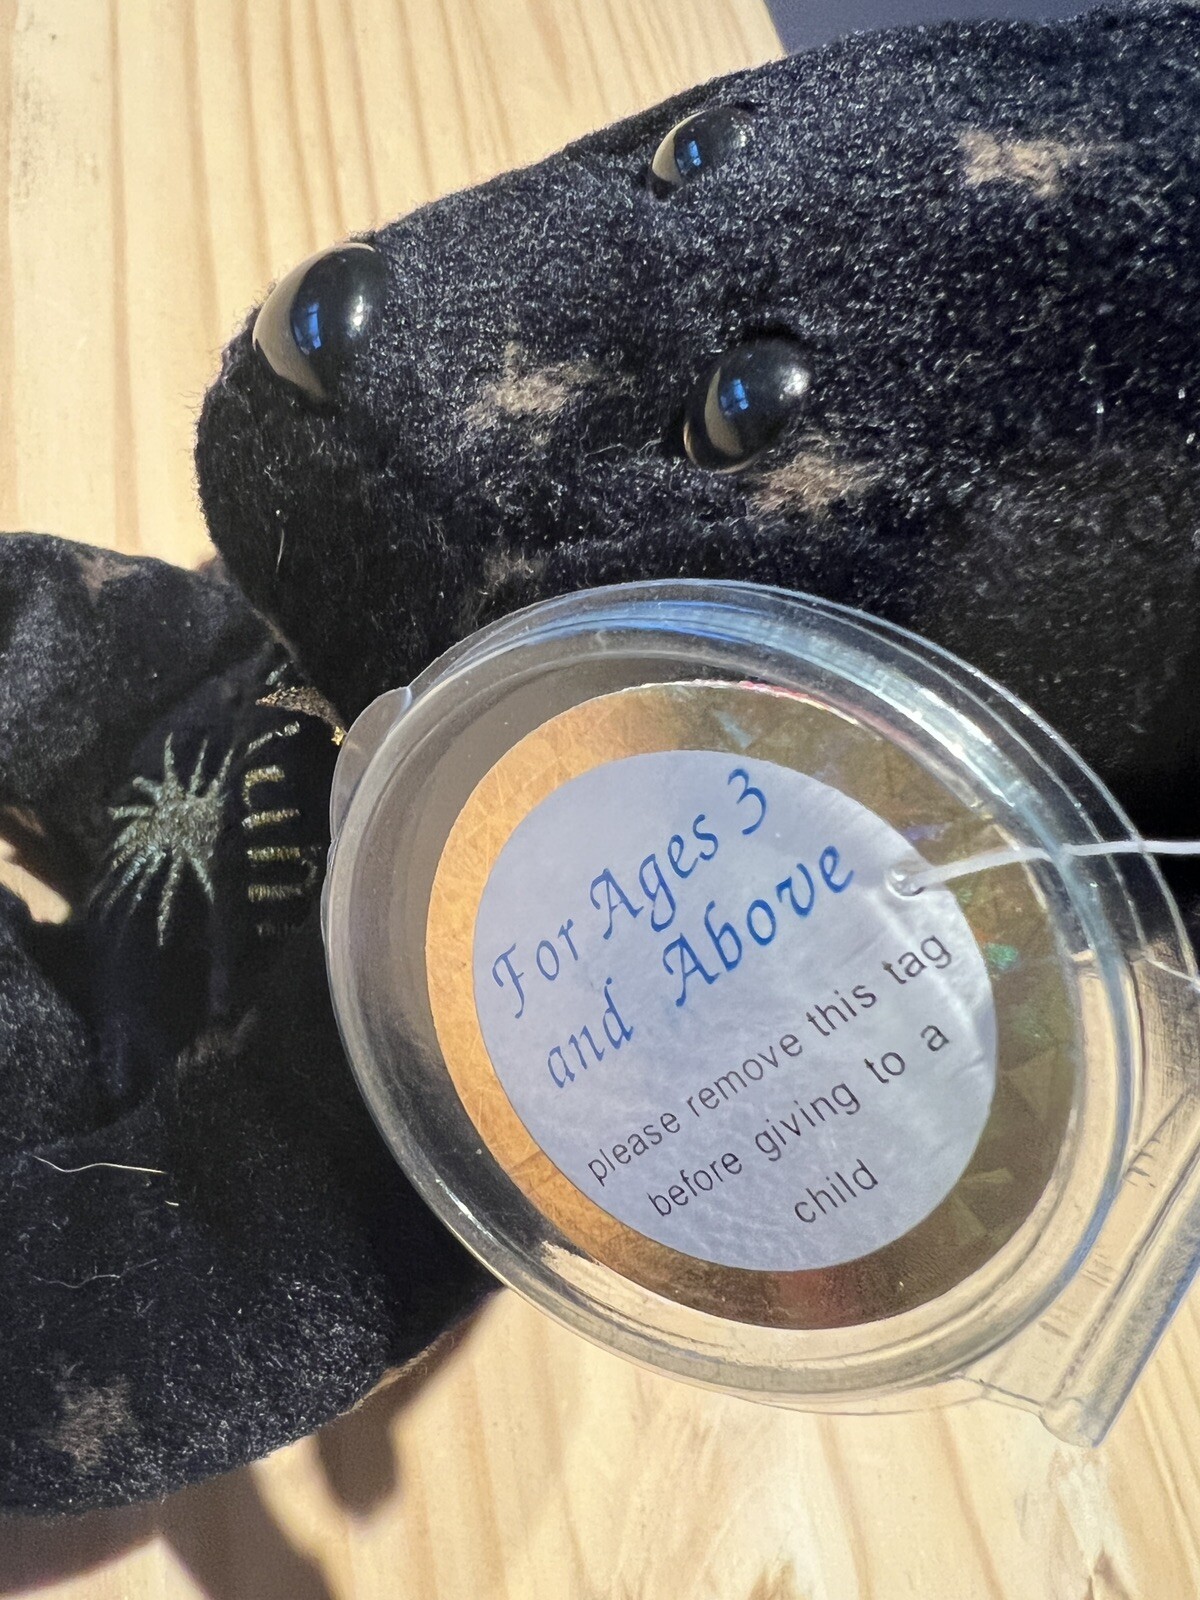 For Ages 3
and Above
please remove this tag
before giving to a
child